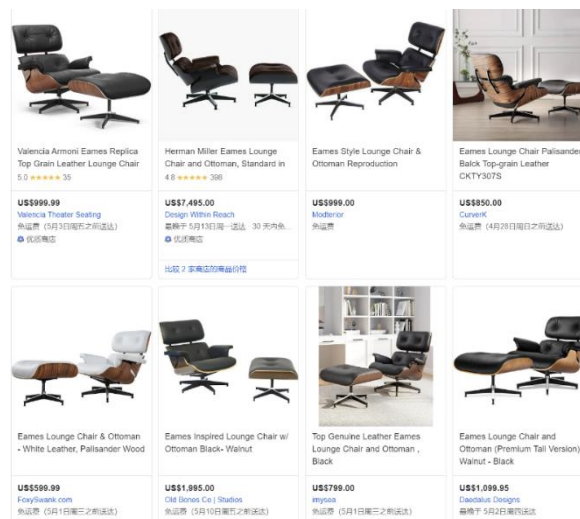 Valencia Armoni Eames Replica
Top Grain Leather Lounge Chair
5.0 ★★★★★ 35
US$999.99
Valencia Theater Seating
免运费（5月3日周五之前送达）
优质商店
Herman Miller Eames Lounge
Chair and Ottoman, Standard in
4.8 ★★★★★ 398
US$7,495.00
Design Within Reach
最晚于 5月13日周一送达 · 30 天内免...
优质商店
比较 2 家商店的商品价格
Eames Style Lounge Chair &
Ottoman Reproduction
US$999.00
Modterior
免运费
Eames Lounge Chair Palisander
Balck Top-grain Leather
CKTY307S
US$850.00
CurverK
免运费（4月28日周日之前送达）
Eames Lounge Chair & Ottoman
- White Leather, Palisander Wood
US$599.99
FoxySwank.com
免运费（5月1日周三之前送达）
Eames Inspired Lounge Chair w/
Ottoman Black- Walnut
US$1,995.00
Old Bones Co | Studios
免运费（5月10日周五之前送达）
Top Genuine Leather Eames
Lounge Chair and Ottoman ,
Black
US$799.00
imysea
免运费（5月1日周三之前送达）
Eames Lounge Chair and
Ottoman (Premium Tall Version)
Walnut - Black
US$1,099.95
Daedalus Designs
最晚于 5月2日周四送达